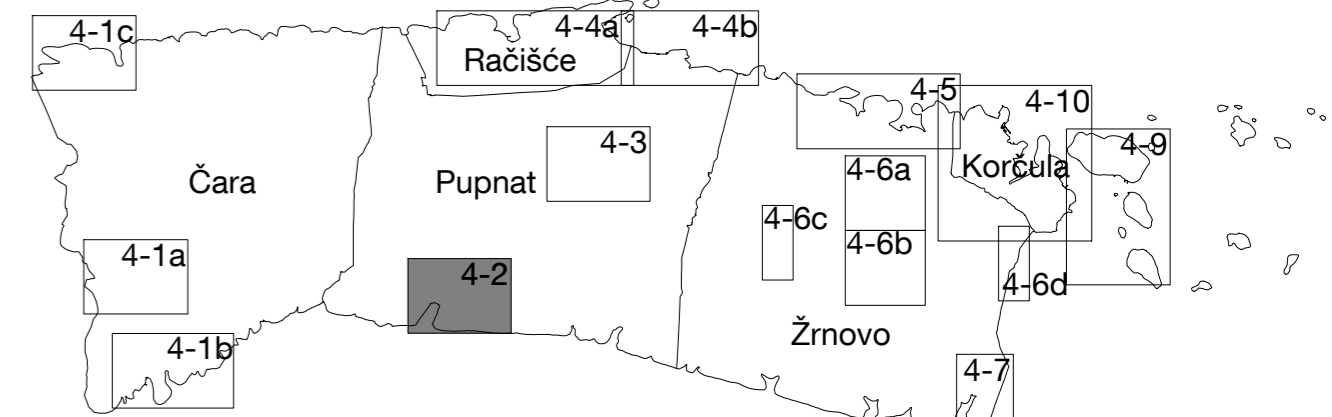 4-1c
4-4a
4-4b
Račišće
4-5
4-10
4-3
4-9
Čara
Pupnat
4-6a
Korčula
4-6c
4-6b
4-1a
4-2
4-6d
Žrnovo
4-1b
4-7